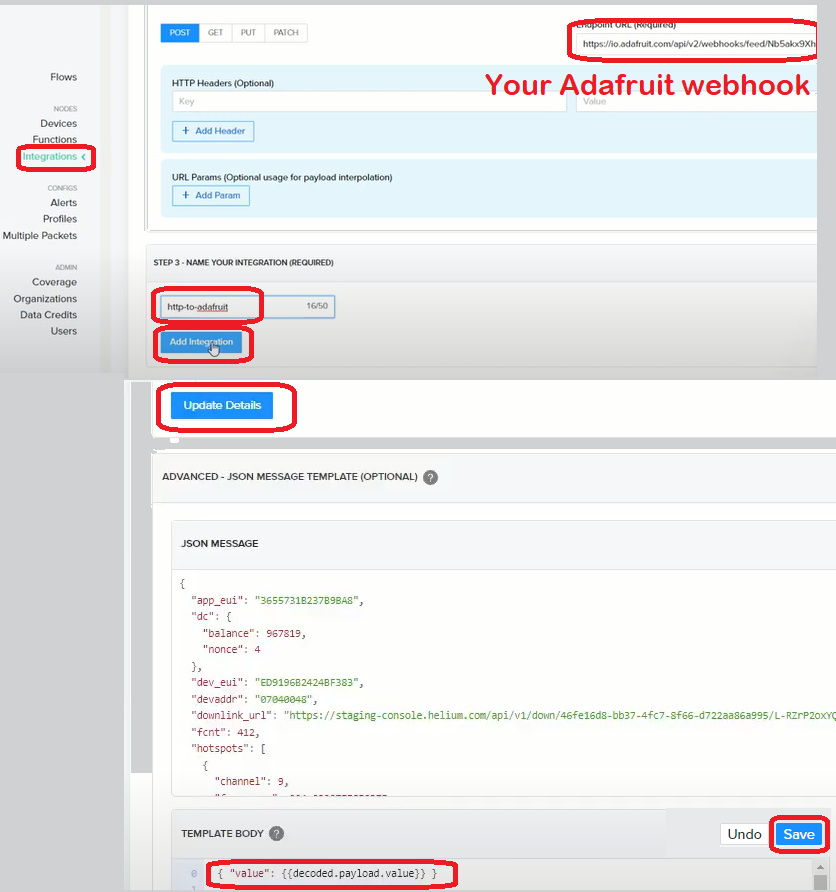 POST GET PUT PATCH
Endpoint URL (Required)
https://io.adafruit.com/api/v2/webhooks/feed/Nb5akx9Xh
Your Adafruit webhook
HTTP Headers (Optional)
Key
Value
+ Add Header
URL Params (Optional usage for payload interpolation)
+ Add Param
Flows
NODES
Devices
Functions
Integrations <
CONFIGS
Alerts
Profiles
Multiple Packets
ADMIN
Coverage
Organizations
Data Credits
Users
STEP 3 - NAME YOUR INTEGRATION (REQUIRED)
http-to-adafruit 16/50
Add Integration
Update Details
ADVANCED - JSON MESSAGE TEMPLATE (OPTIONAL) ?
JSON MESSAGE
{
"app_eui": "3655731B237B9BA8",
"dc": {
"balance": 967819,
"nonce": 4
},
"dev_eui": "ED9196B2424BF383",
"devaddr": "07040048",
"downlink_url": "https://staging-console.helium.com/api/v1/down/46fe16d8-bb37-4fc7-8f66-d722aa86a995/L-RZrP2oxYQ
"fcnt": 412,
"hotspots": [
{
"channel": 9,
TEMPLATE BODY ?
Undo Save
0 { "value": {{decoded.payload.value}} }